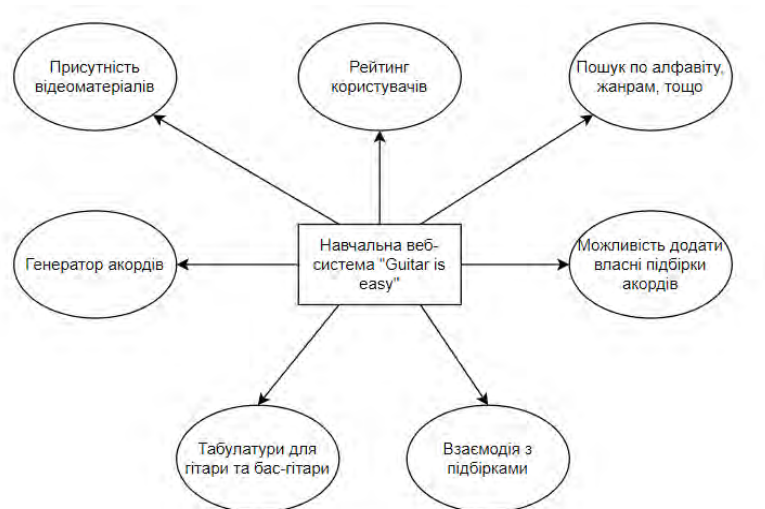 Присутність
відеоматеріалів
Рейтинг
користувачів
Пошук по алфавіту,
жанрам, тощо
Генератор акордів
Навчальна веб-
система "Guitar is
easy"
Можливість додати
власні підбірки
акордів
Табулатури для
гітари та бас-гітари
Взаємодія з
підбірками